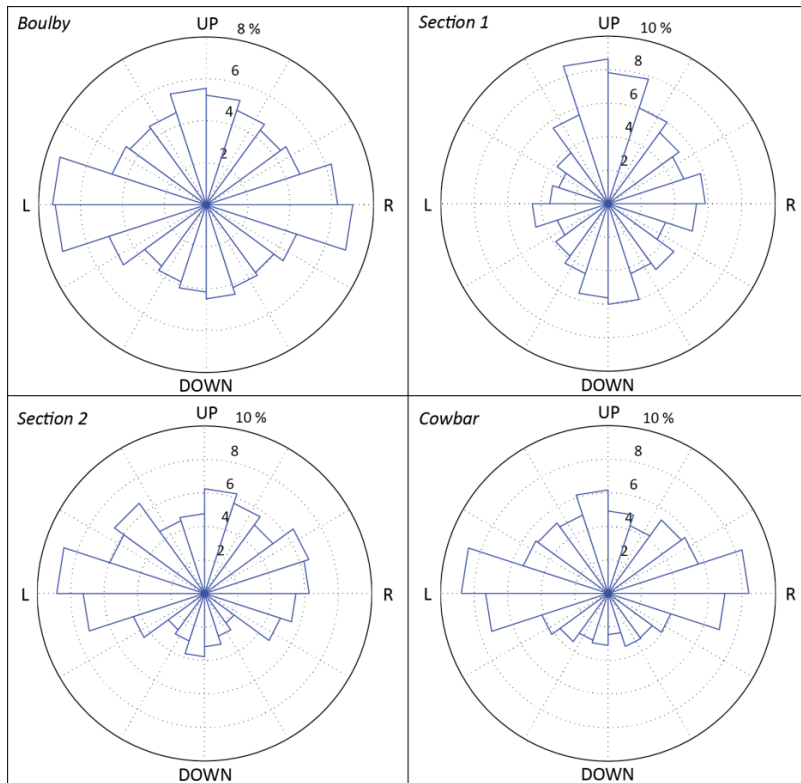 Boulby
UP
8 %
6
4
2
L
R
DOWN
Section 1
UP
10 %
8
6
4
2
L
R
DOWN
Section 2
UP
10 %
8
6
4
2
L
R
DOWN
Cowbar
UP
10 %
8
6
4
2
L
R
DOWN